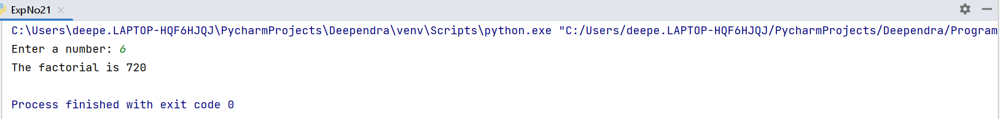 ExpNo21
C:\Users\deepe.LAPTOP-HQF6HJQJ\PycharmProjects\Deependra\venv\Scripts\python.exe "C:/Users/deepe.LAPTOP-HQF6HJQJ/PycharmProjects/Deependra/Program
Enter a number: 6
The factorial is 720
Process finished with exit code 0